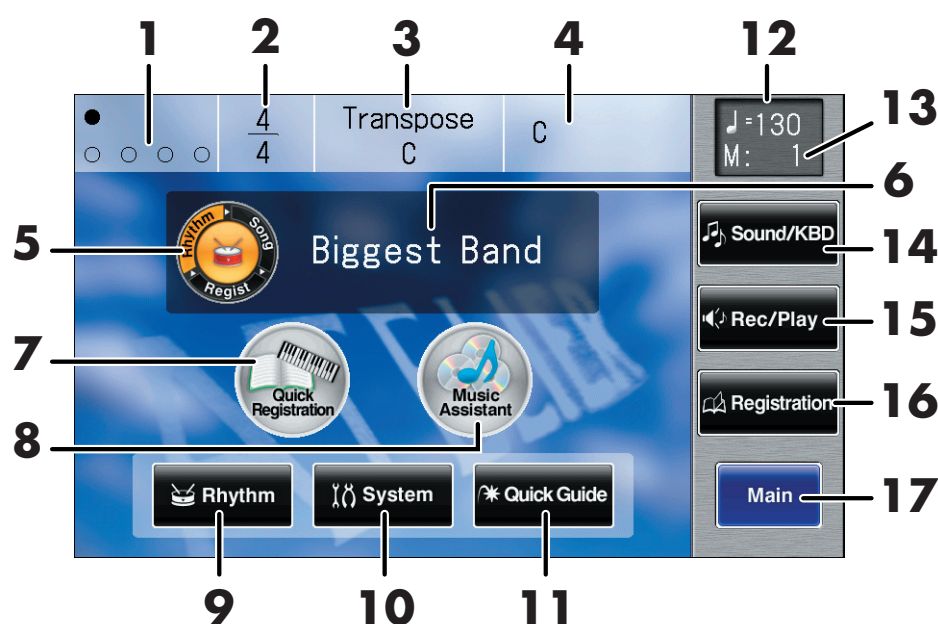 1
2
3
4
12
4
4
Transpose
C
C
♩=130
M: 1
13
6
5
Rhythm
Song
Regist
Biggest Band
Sound/KBD
14
7
Quick
Registration
Music
Assistant
Rec/Play
15
8
Registration
16
ATELIER
Rhythm
System
Quick Guide
Main
17
9
10
11